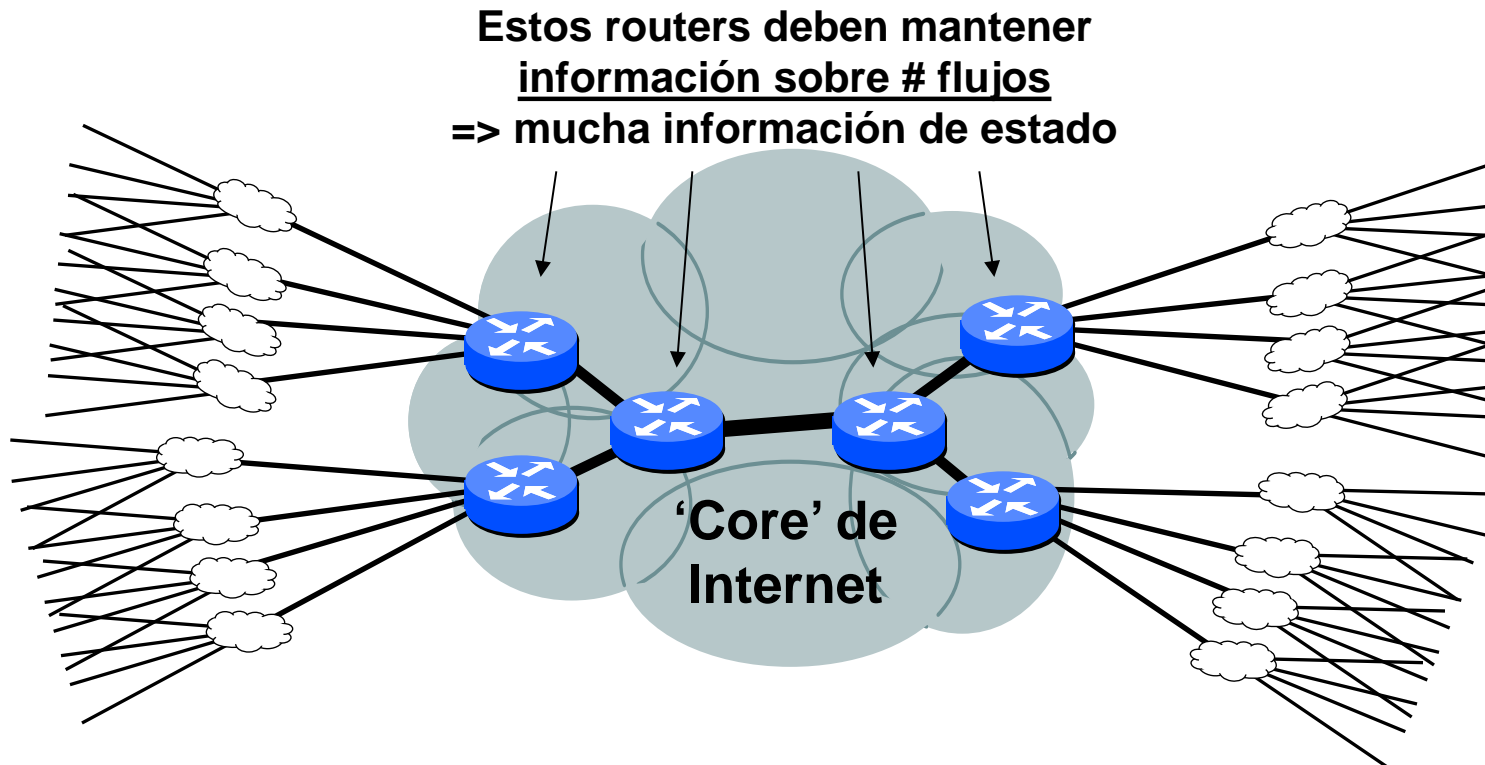 Estos routers deben mantener
información sobre # flujos
=> mucha información de estado
‘Core’ de
Internet